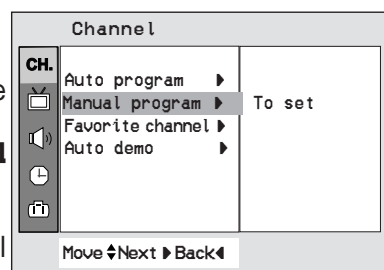 Channel
CH.
Auto program
Manual program
To set
Favorite channel
Auto demo
Move Next Back